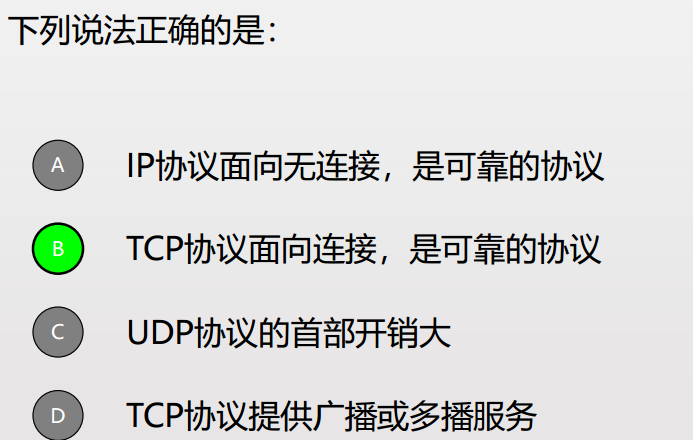 下列说法正确的是：
A IP协议面向无连接，是可靠的协议
B TCP协议面向连接，是可靠的协议
C UDP协议的首部开销大
D TCP协议提供广播或多播服务